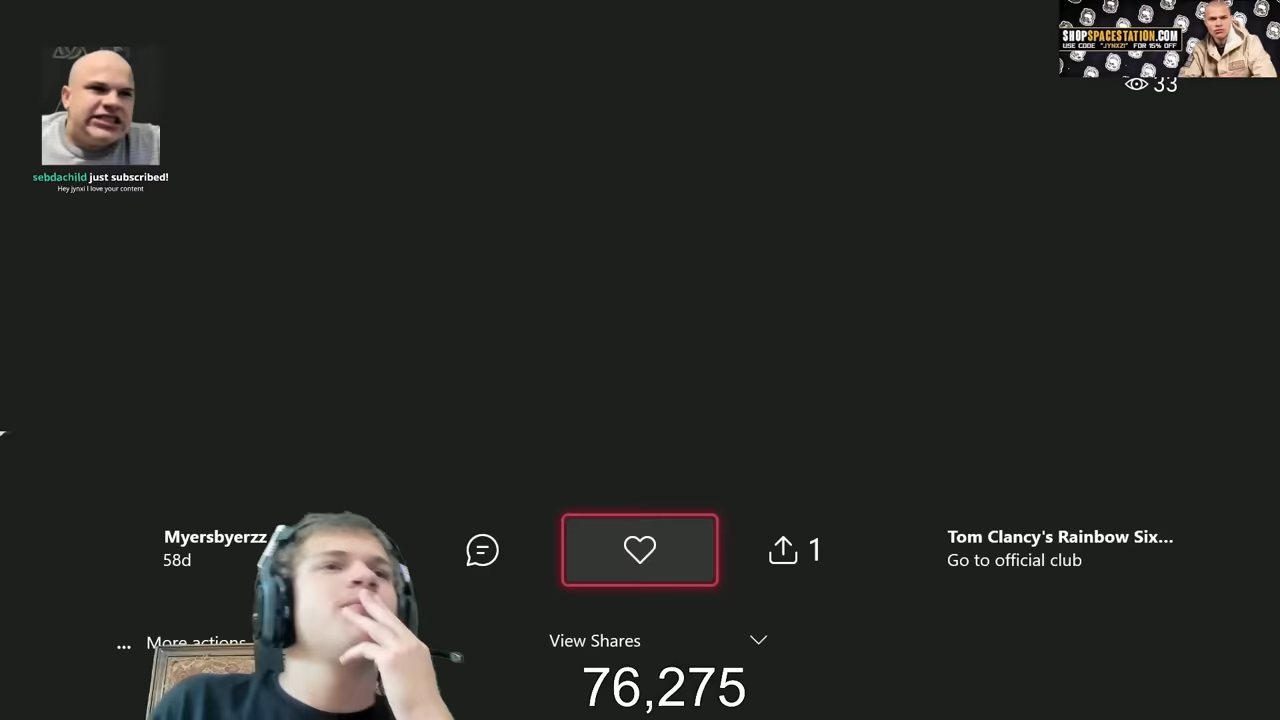 SHOPSPACESTATION.COM
USE CODE "JYNXZI" FOR 15% OFF
33
sebdachild just subscribed!
Hey jynxi I love your content
Myersbyerzz
58d
1
Tom Clancy's Rainbow Six...
Go to official club
... More actions
View Shares
76,275